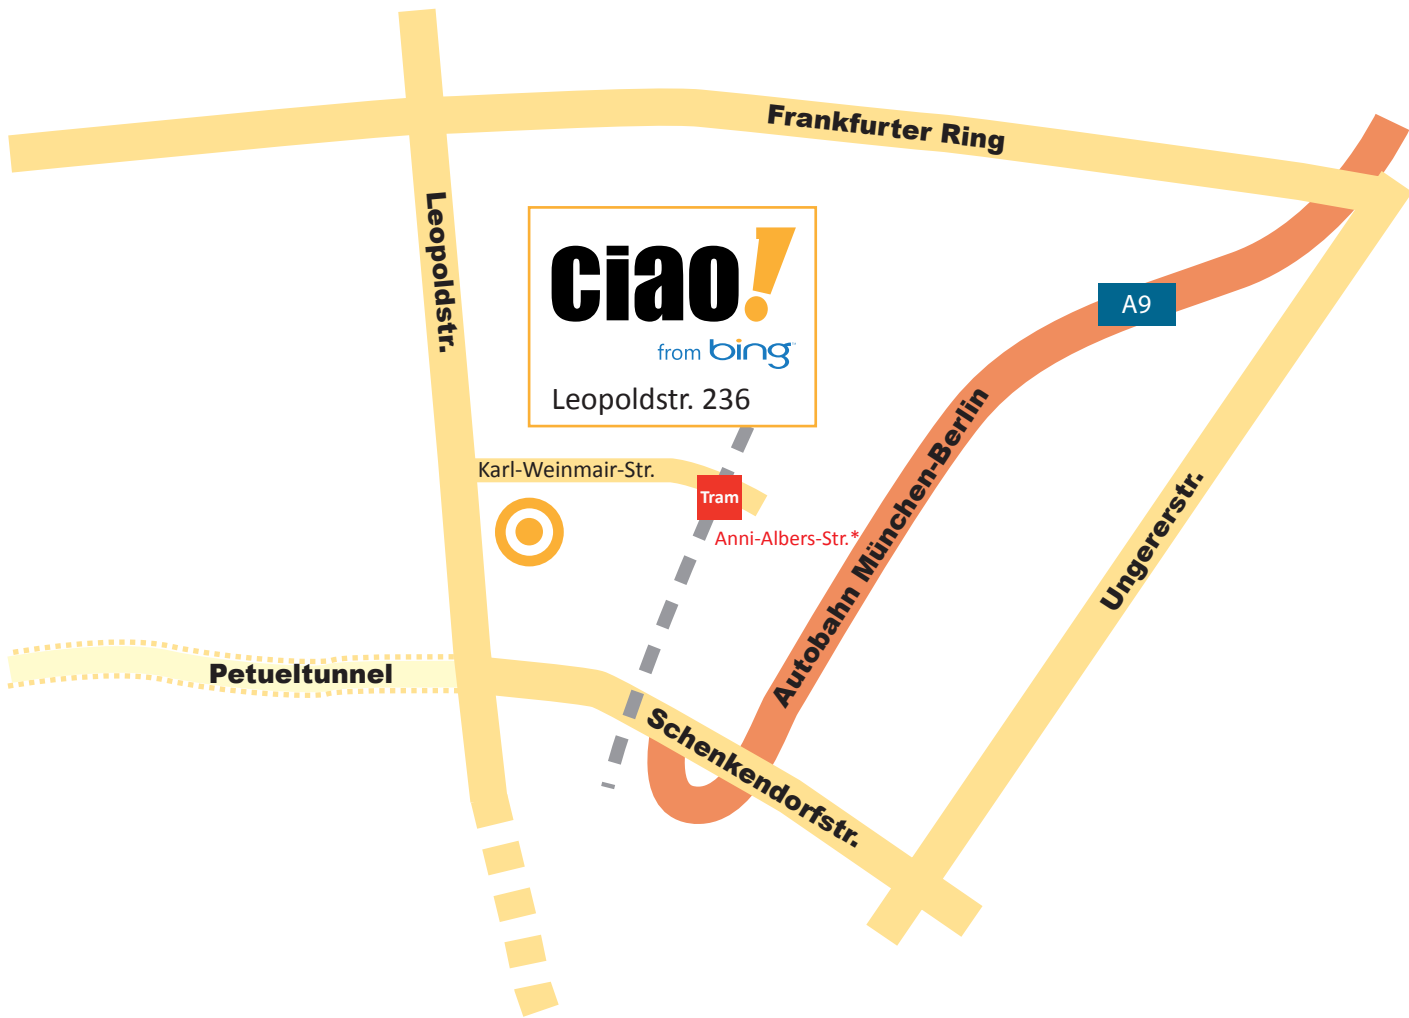 Frankfurter Ring
Leopoldstr.
ciao!
from bing™
Leopoldstr. 236
A9
Karl-Weinmair-Str.
Tram
Anni-Albers-Str.*
Autobahn München-Berlin
Ungererstr.
Petueltunnel
Schenkendorfstr.